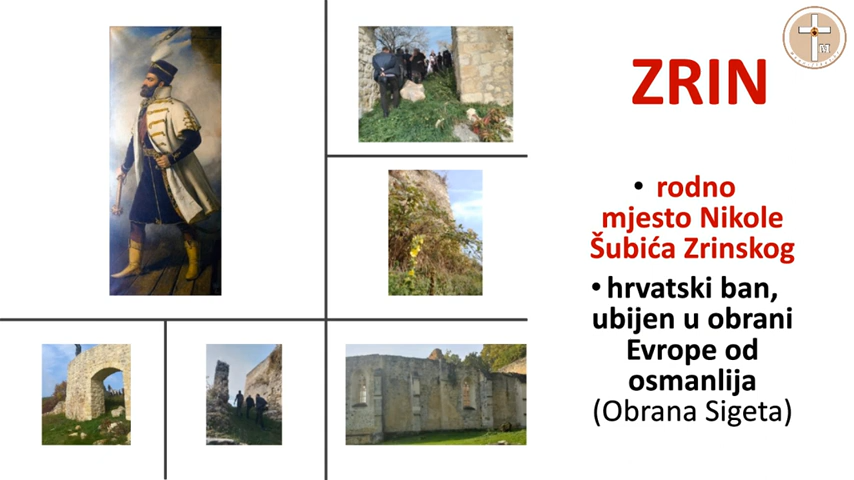 ZRIN
• rodno
mjesto Nikole
Šubića Zrinskog
• hrvatski ban,
ubijen u obrani
Evrope od
osmanlija
(Obrana Sigeta)
M